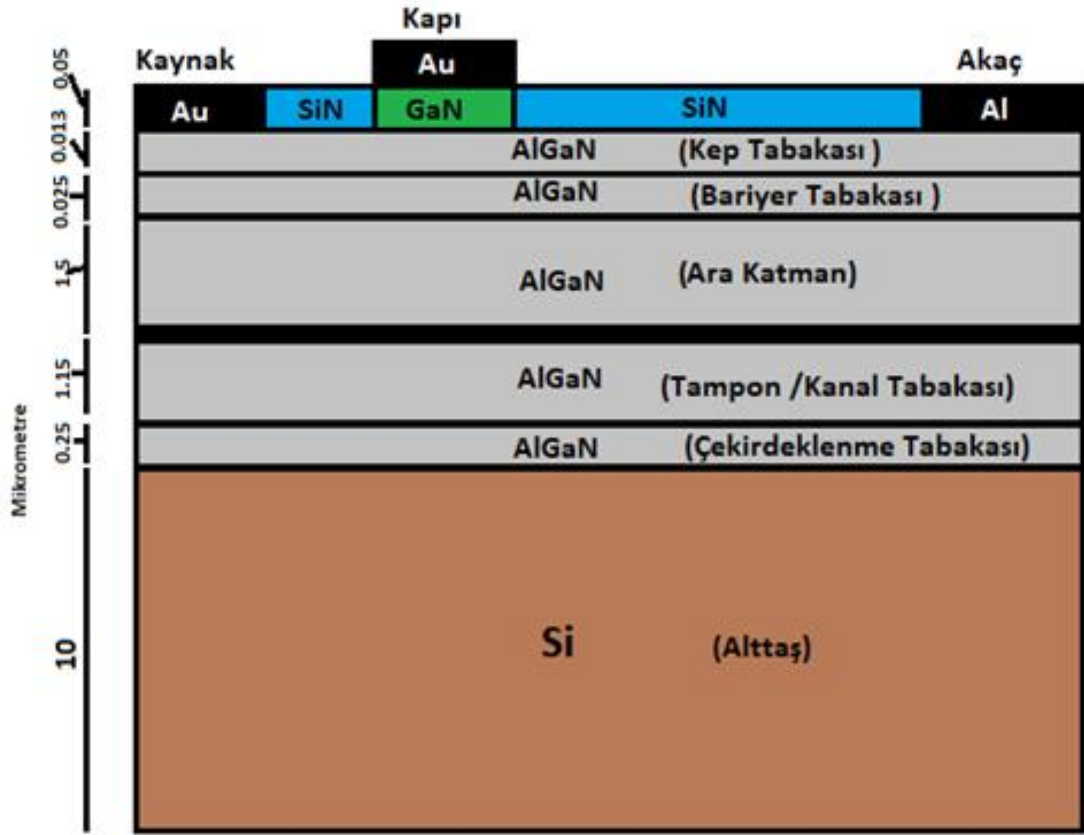 Kapı
Kaynak
Au
Akaç
0.05
Au
SiN
GaN
SiN
Al
0.013
AlGaN (Kep Tabakası )
0.025
AlGaN (Bariyer Tabakası )
1.5
AlGaN (Ara Katman)
1.15
AlGaN (Tampon /Kanal Tabakası)
0.25
AlGaN (Çekirdeklenme Tabakası)
Mikrometre
10
Si (Alttaş)